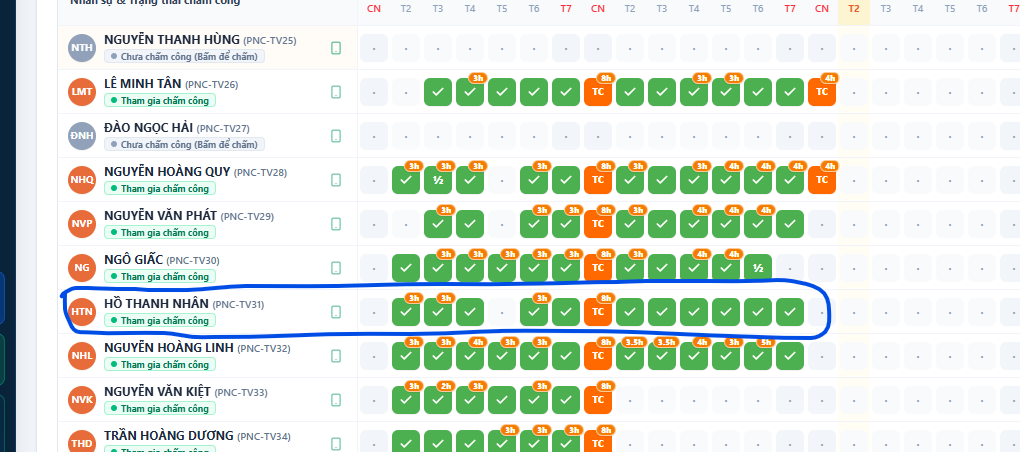 Nhân sự & Trạng thái chấm công
CN T2 T3 T4 T5 T6 T7 CN T2 T3 T4 T5 T6 T7 CN T2 T3 T4 T5 T6 T7
NTH NGUYỄN THANH HÙNG (PNC-TV25)
Chưa chấm công (Bấm để chấm)
3h 8h 3h 3h 4h
LMT LÊ MINH TÂN (PNC-TV26) TC TC
Tham gia chấm công
ĐNH ĐÀO NGỌC HẢI (PNC-TV27)
Chưa chấm công (Bấm để chấm)
3h 3h 3h 3h 3h 8h 3h 3h 4h 4h 4h 4h
NHQ NGUYỄN HOÀNG QUY (PNC-TV28) ½ TC TC
Tham gia chấm công
3h 3h 3h 8h 3h 4h 4h 4h
NVP NGUYỄN VĂN PHÁT (PNC-TV29) TC
Tham gia chấm công
3h 3h 3h 3h 3h 8h 3h 4h 4h
NG NGÔ GIẤC (PNC-TV30) TC ½
Tham gia chấm công
3h 3h 3h 8h
HTN HỒ THANH NHÂN (PNC-TV31) TC
Tham gia chấm công
3h 3h 4h 3h 3h 8h 3.5h 3.5h 4h 5h
NHL NGUYỄN HOÀNG LINH (PNC-TV32) TC
Tham gia chấm công
3h 2h 3h 3h 3h 8h
NVK NGUYỄN VĂN KIỆT (PNC-TV33) TC
Tham gia chấm công
3h 3h 3h 8h
THD TRẦN HOÀNG DƯƠNG (PNC-TV34) TC
Tham gia chấm công